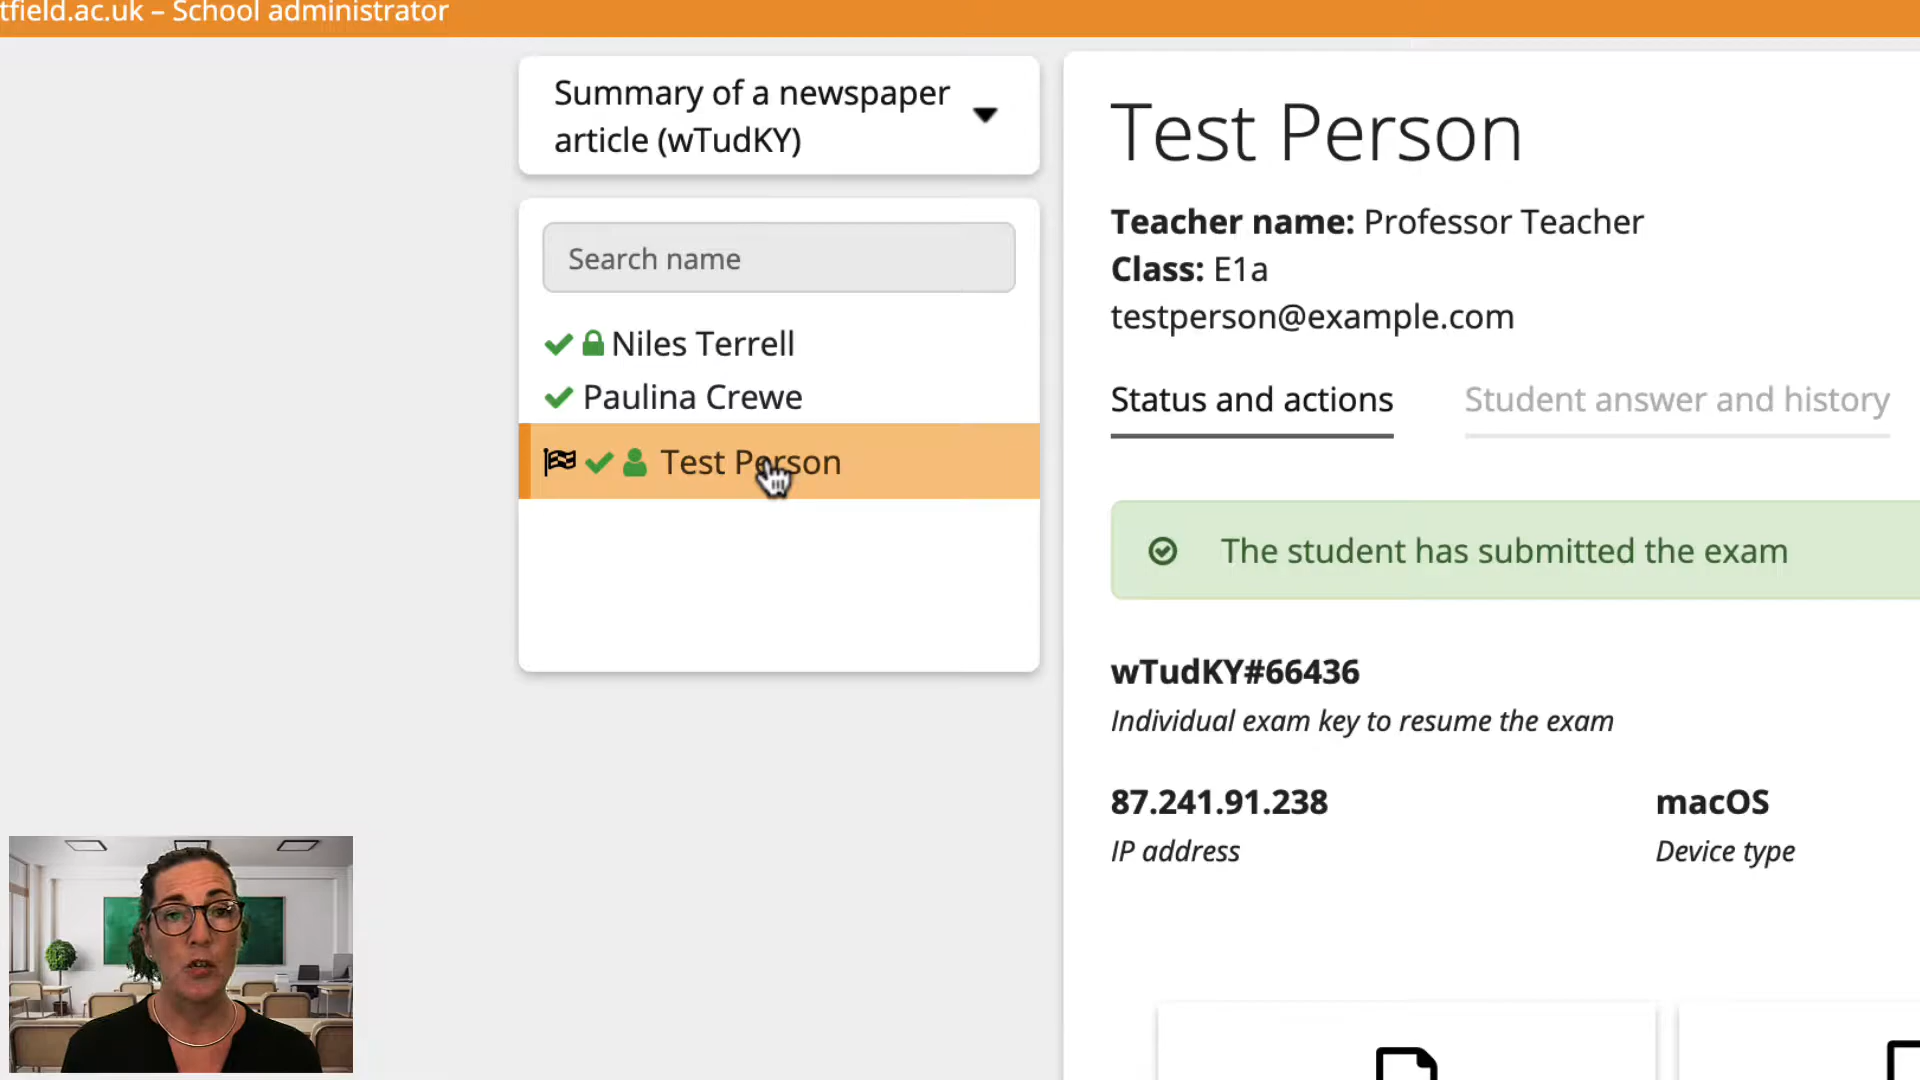 tfield.ac.uk – School administrator
Summary of a newspaper
article (wTudKY)
Search name
Niles Terrell
Paulina Crewe
Test Person
Test Person
Teacher name: Professor Teacher
Class: E1a
testperson@example.com
Status and actions
Student answer and history
The student has submitted the exam
wTudKY#66436
Individual exam key to resume the exam
87.241.91.238
IP address
macOS
Device type